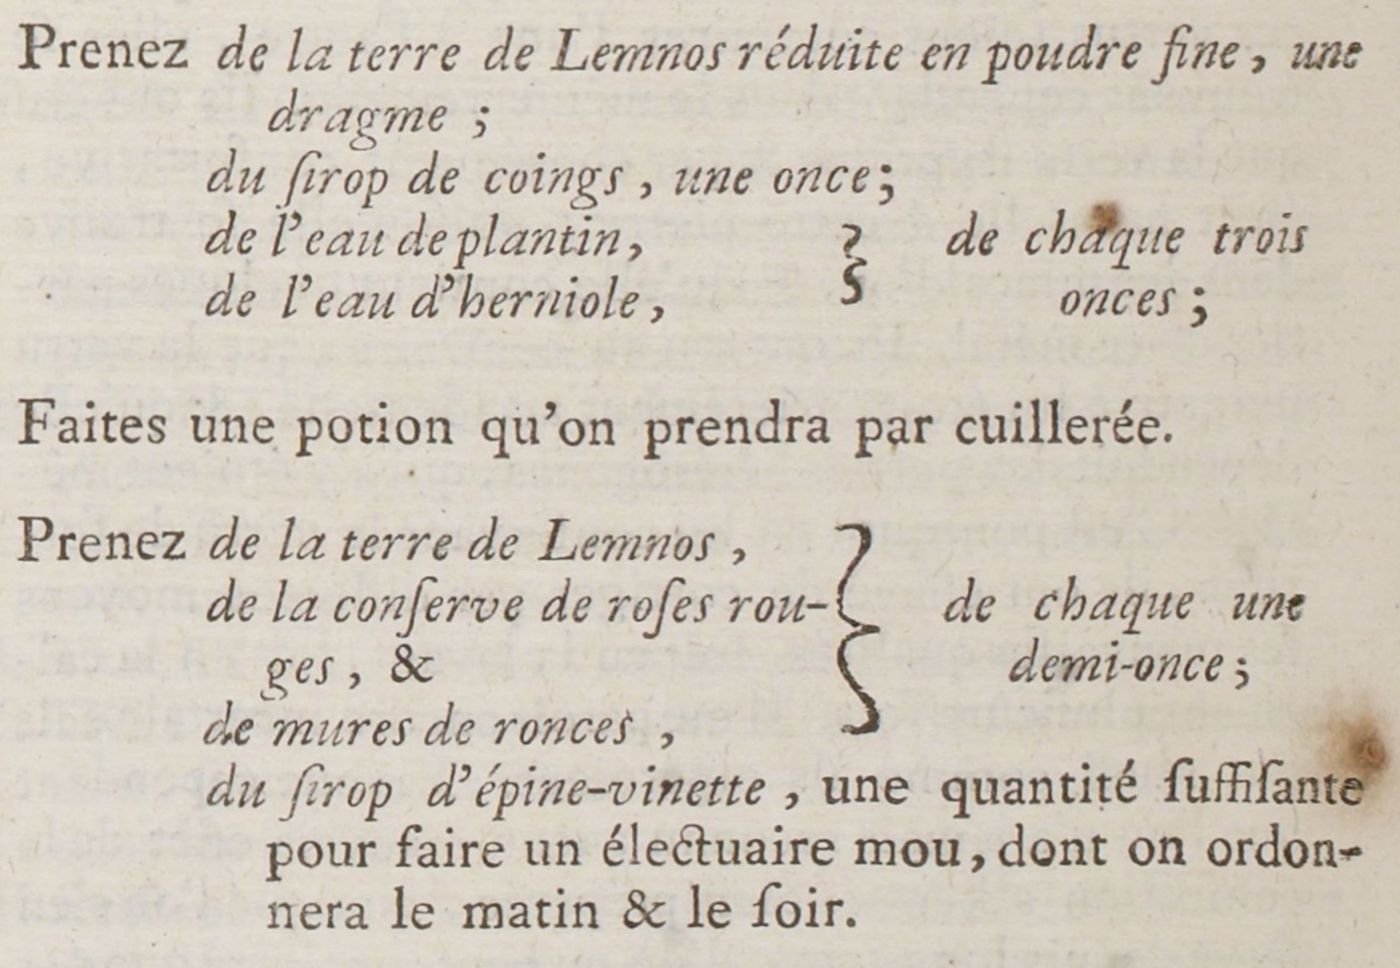 Prenez de la terre de Lemnos réduite en poudre fine, une
dragme ;
du ſirop de coings, une once ;
de l'eau de plantin, } de chaque trois
de l'eau d'herniole, } onces ;
Faites une potion qu'on prendra par cuillerée.
Prenez de la terre de Lemnos,
de la conſerve de roſes rou- } de chaque une
ges, & } demi-once ;
de mures de ronces,
du ſirop d'épine-vinette, une quantité ſuffiſante
pour faire un électuaire mou, dont on ordon-
nera le matin & le ſoir.